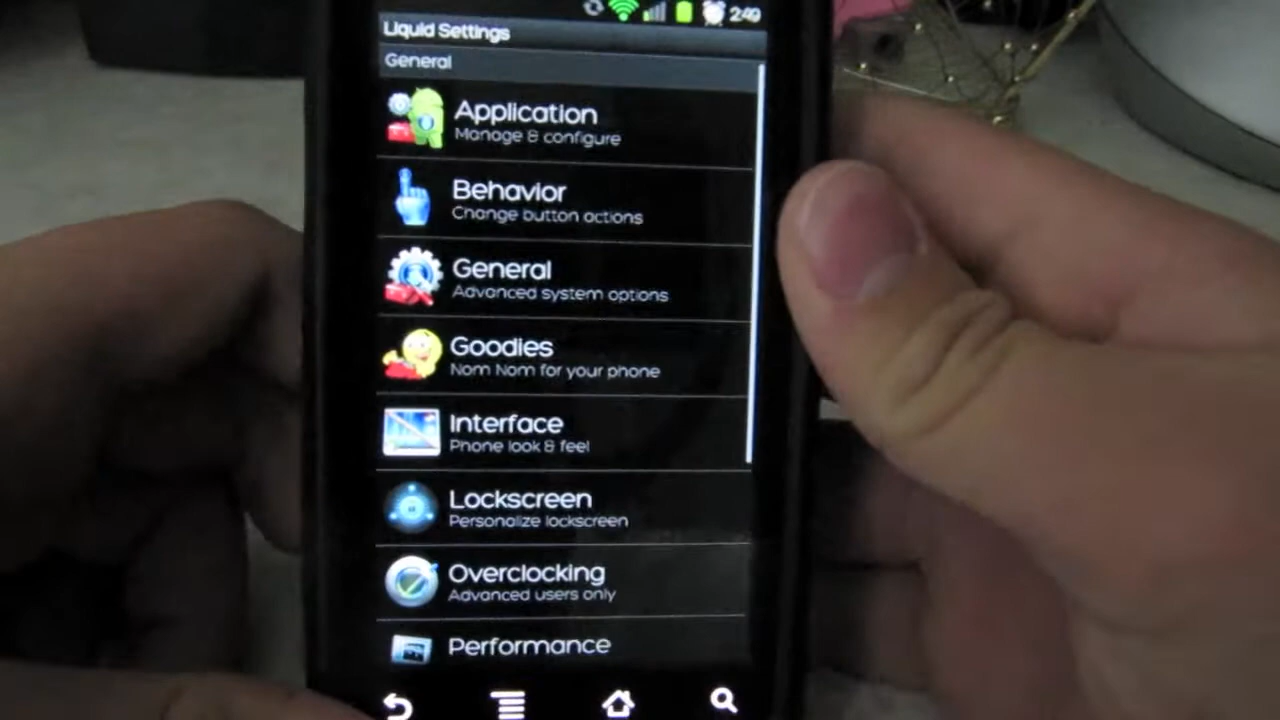 2:49
Liquid Settings
General
Application
Manage & configure
Behavior
Change button actions
General
Advanced system options
Goodies
Nom Nom for your phone
Interface
Phone look & feel
Lockscreen
Personalize lockscreen
Overclocking
Advanced users only
Performance